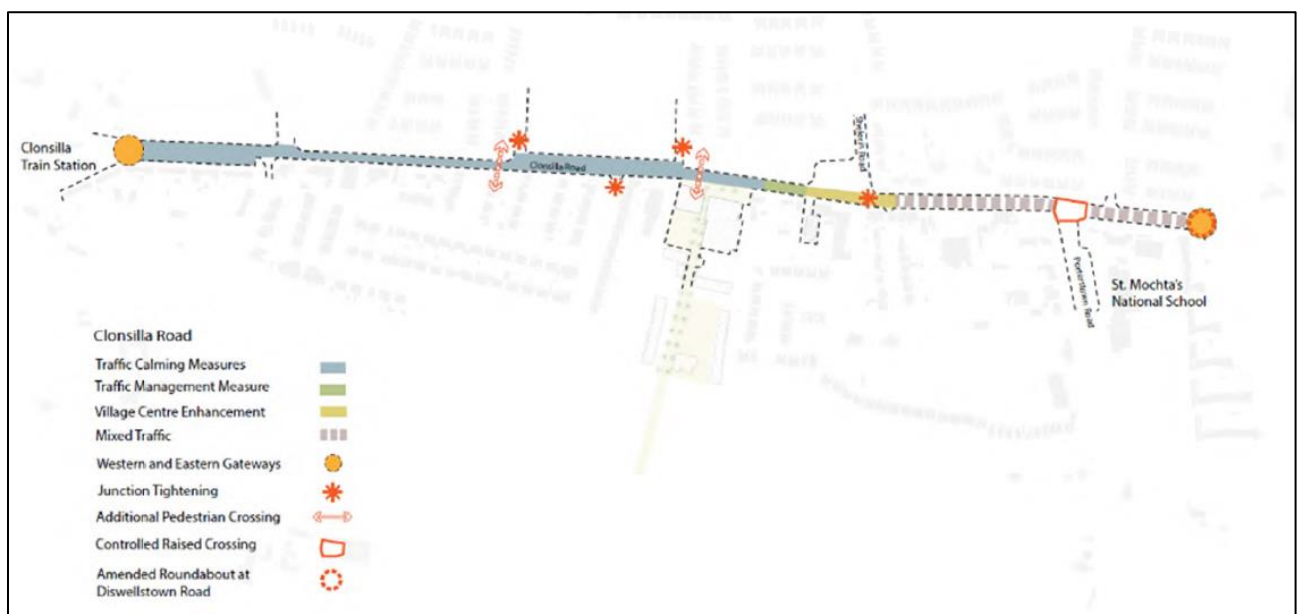 Clonsilla
Train Station
Clonsilla Road
Porterstown Road
St. Mochta's
National School
Clonsilla Road
Traffic Calming Measures
Traffic Management Measure
Village Centre Enhancement
Mixed Traffic
Western and Eastern Gateways
Junction Tightening
Additional Pedestrian Crossing
Controlled Raised Crossing
Amended Roundabout at
Diswellstown Road